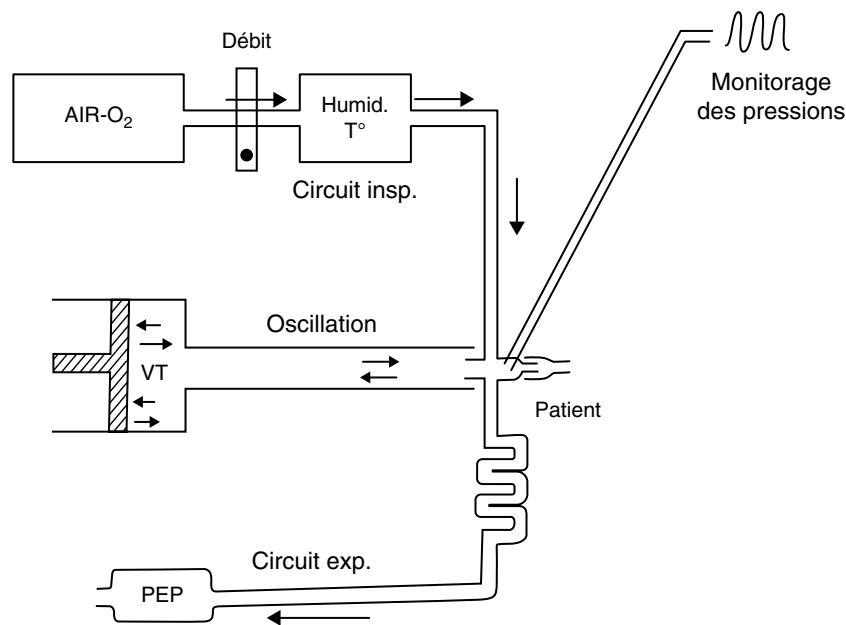 Débit
AIR-O₂
Humid.
T°
Monitorage
des pressions
Circuit insp.
Oscillation
VT
Patient
Circuit exp.
PEP